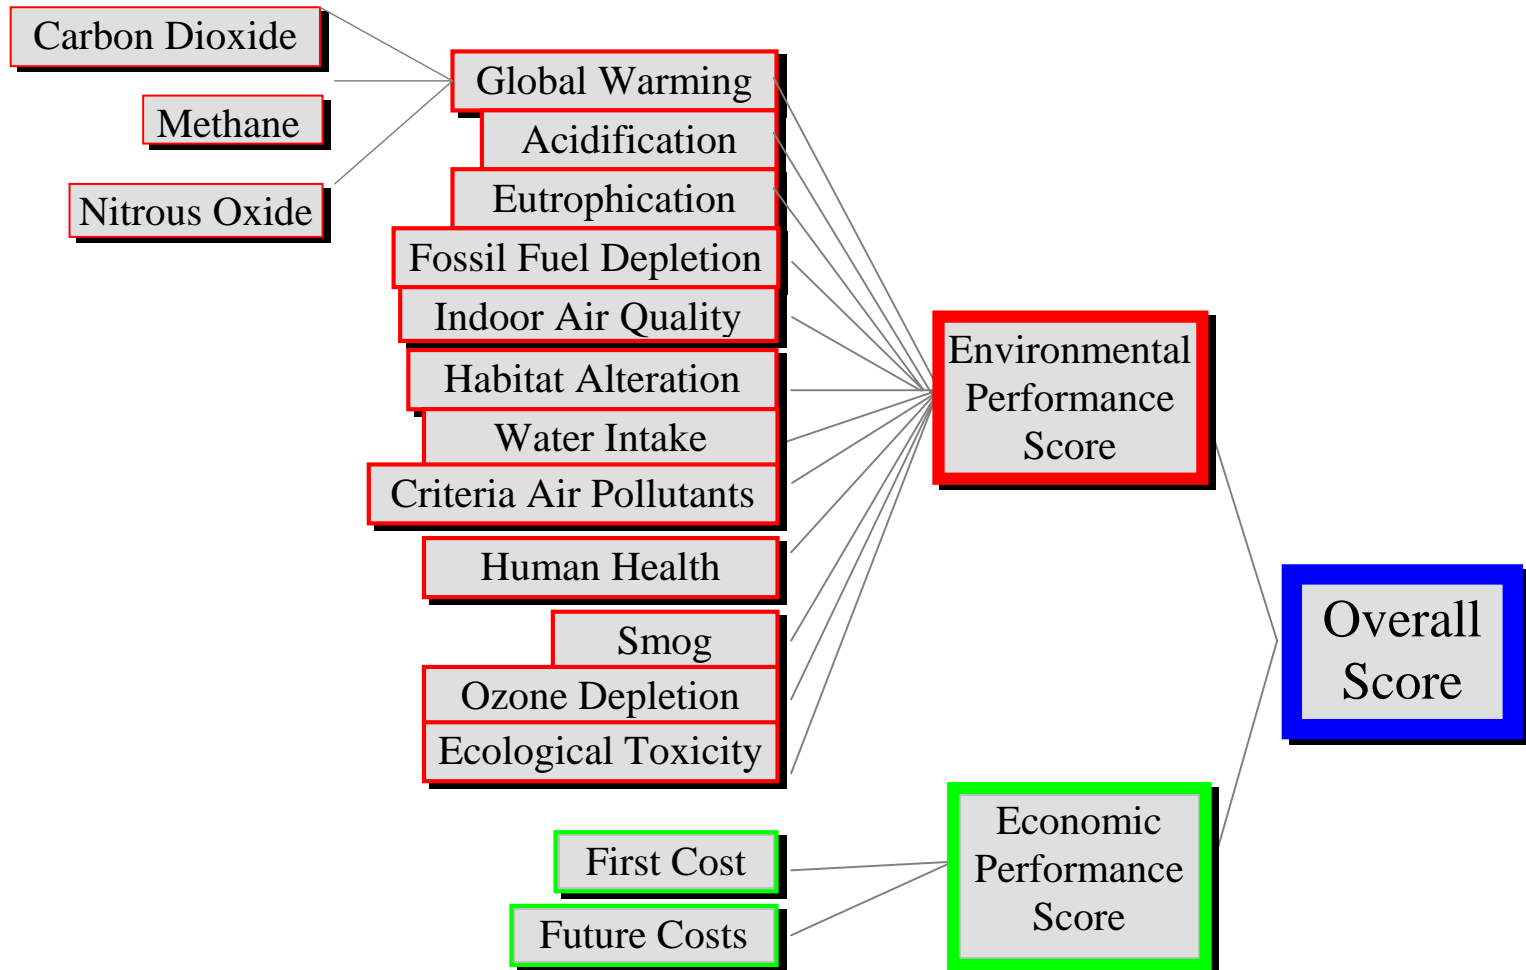 Carbon Dioxide
Methane
Nitrous Oxide
Global Warming
Acidification
Eutrophication
Fossil Fuel Depletion
Indoor Air Quality
Habitat Alteration
Water Intake
Criteria Air Pollutants
Human Health
Smog
Ozone Depletion
Ecological Toxicity
First Cost
Future Costs
Environmental
Performance
Score
Economic
Performance
Score
Overall
Score